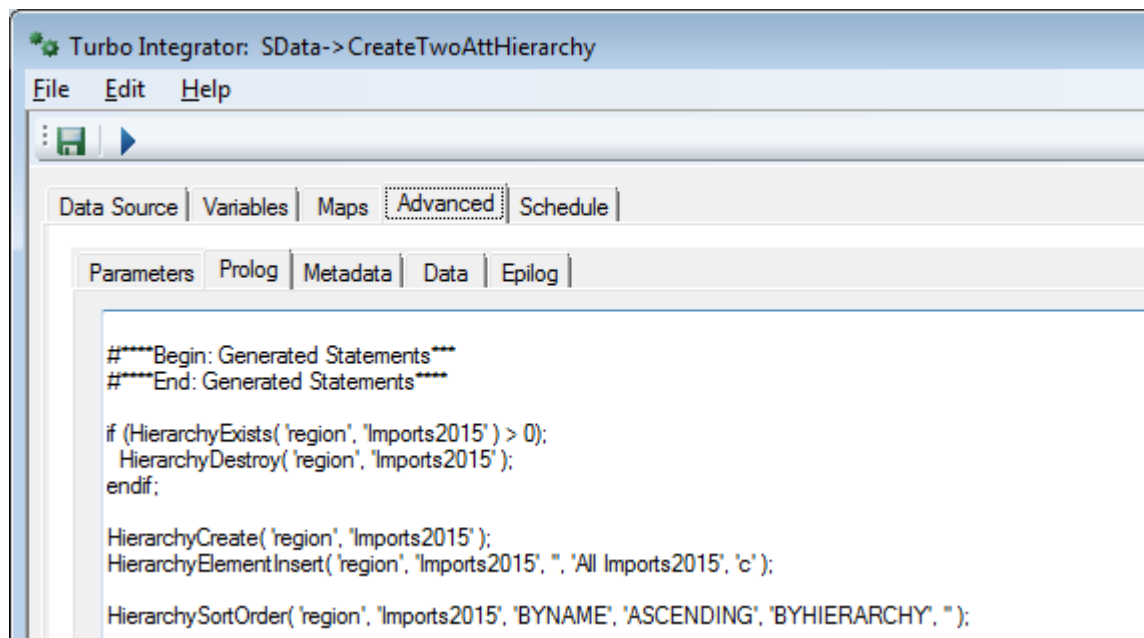 Turbo Integrator: SData->CreateTwoAttHierarchy
File Edit Help
Data Source Variables Maps Advanced Schedule
Parameters Prolog Metadata Data Epilog
#****Begin: Generated Statements***
#****End: Generated Statements****
if (HierarchyExists( 'region', 'Imports2015' ) > 0);
HierarchyDestroy( 'region', 'Imports2015' );
endif;
HierarchyCreate( 'region', 'Imports2015' );
HierarchyElementInsert( 'region', 'Imports2015', '', 'All Imports2015', 'c' );
HierarchySortOrder( 'region', 'Imports2015', 'BYNAME', 'ASCENDING', 'BYHIERARCHY', '' );